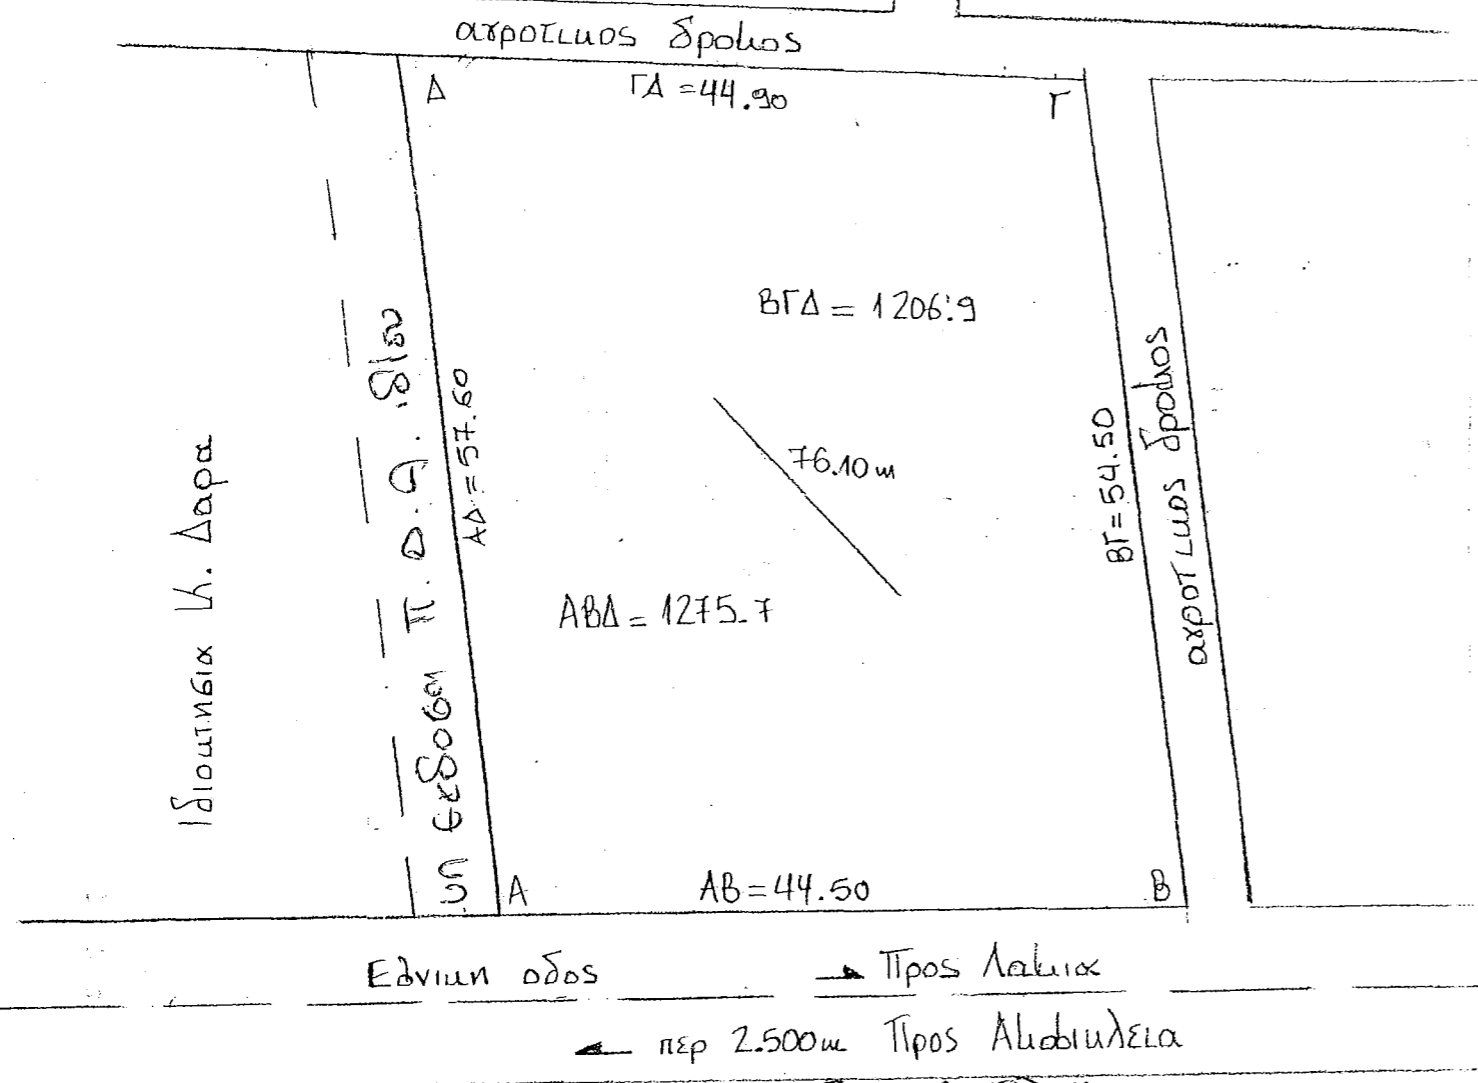 αγροτικος δρομος
Δ
ΓΔ = 44.90
Γ
ΒΓΔ = 1206.9
76.10 m
ΑΒΔ = 1275.7
ΑΔ = 57.60
ΒΓ = 54.50
αγροτικος δρομος
Ιδιοκτησια Κ. Δαρα
Α
ΑΒ = 44.50
Β
Εθνικη οδος
Προς Λαμια
περ 2.500 m Προς Αμφικλεια